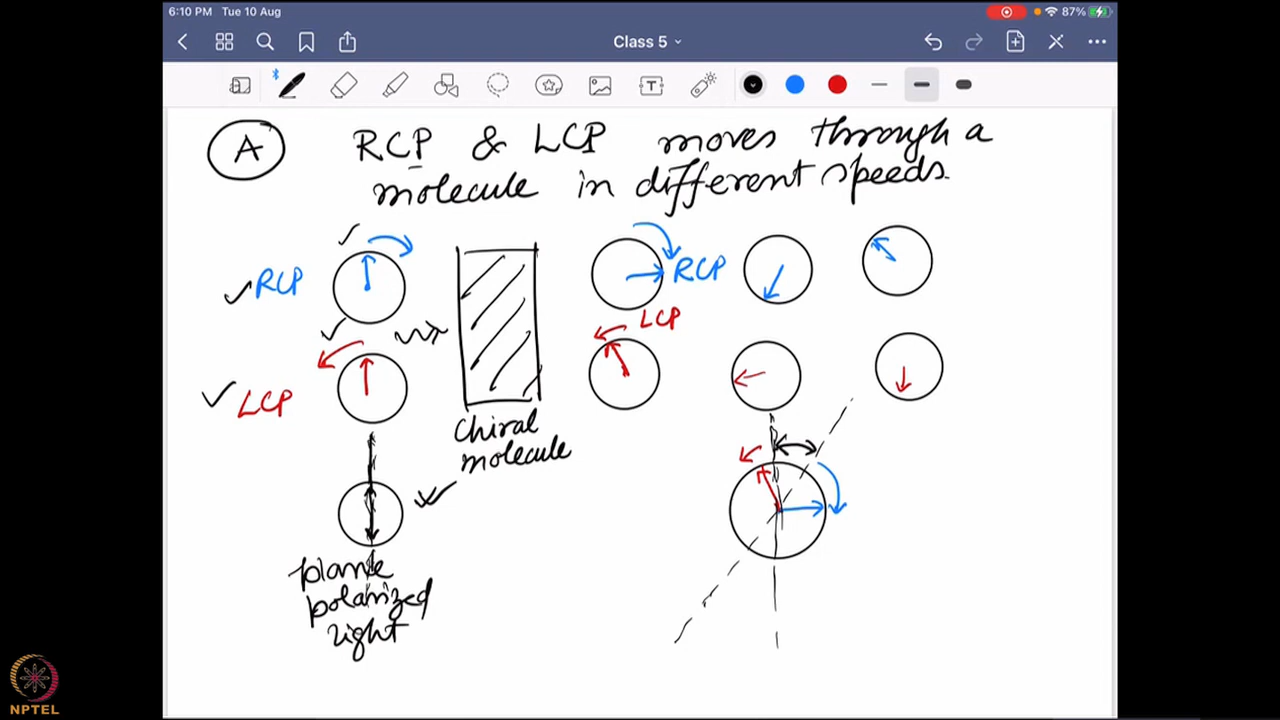 6:10 PM Tue 10 Aug
87%
Class 5
T
A RCP & LCP moves through a
molecule in different speeds.
RCP
RCP
LCP
LCP
Chiral
molecule
plane
polarized
light
NPTEL